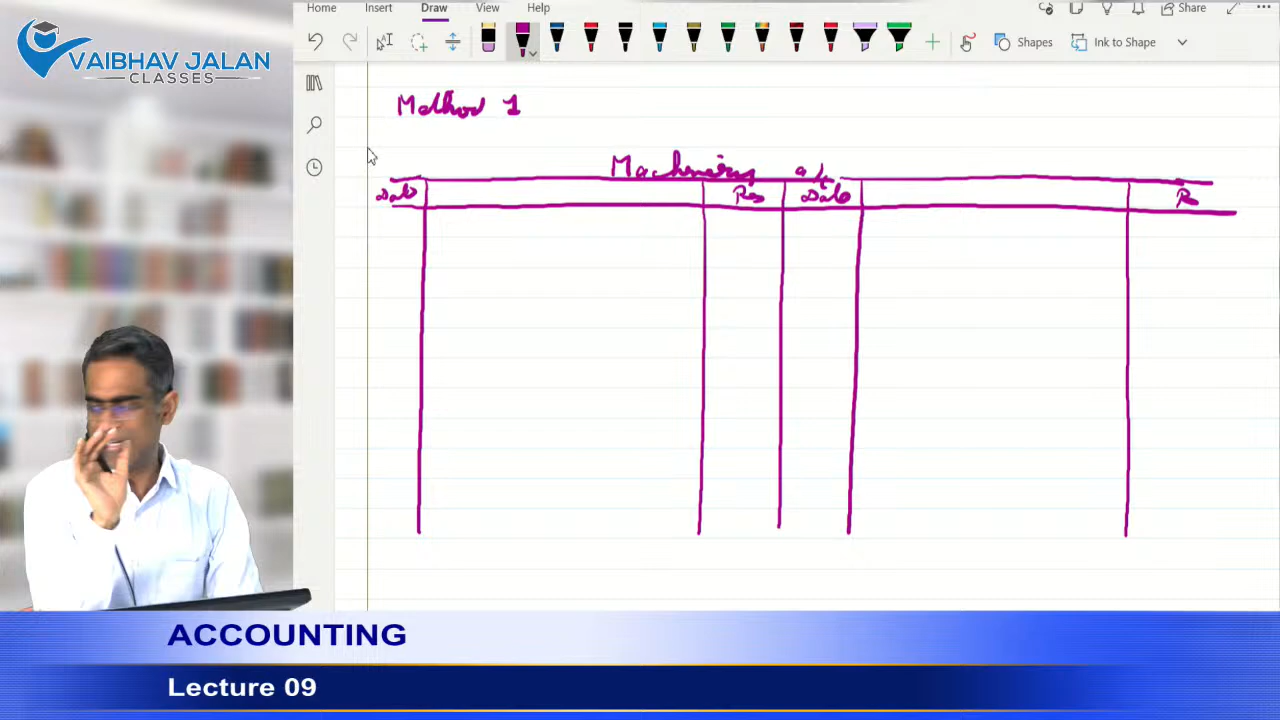 VAIBHAV JALAN
CLASSES
Home Insert Draw View Help Share
Shapes Ink to Shape
Method 1
Machinery a/c
Date Rs Date Rs
ACCOUNTING
Lecture 09